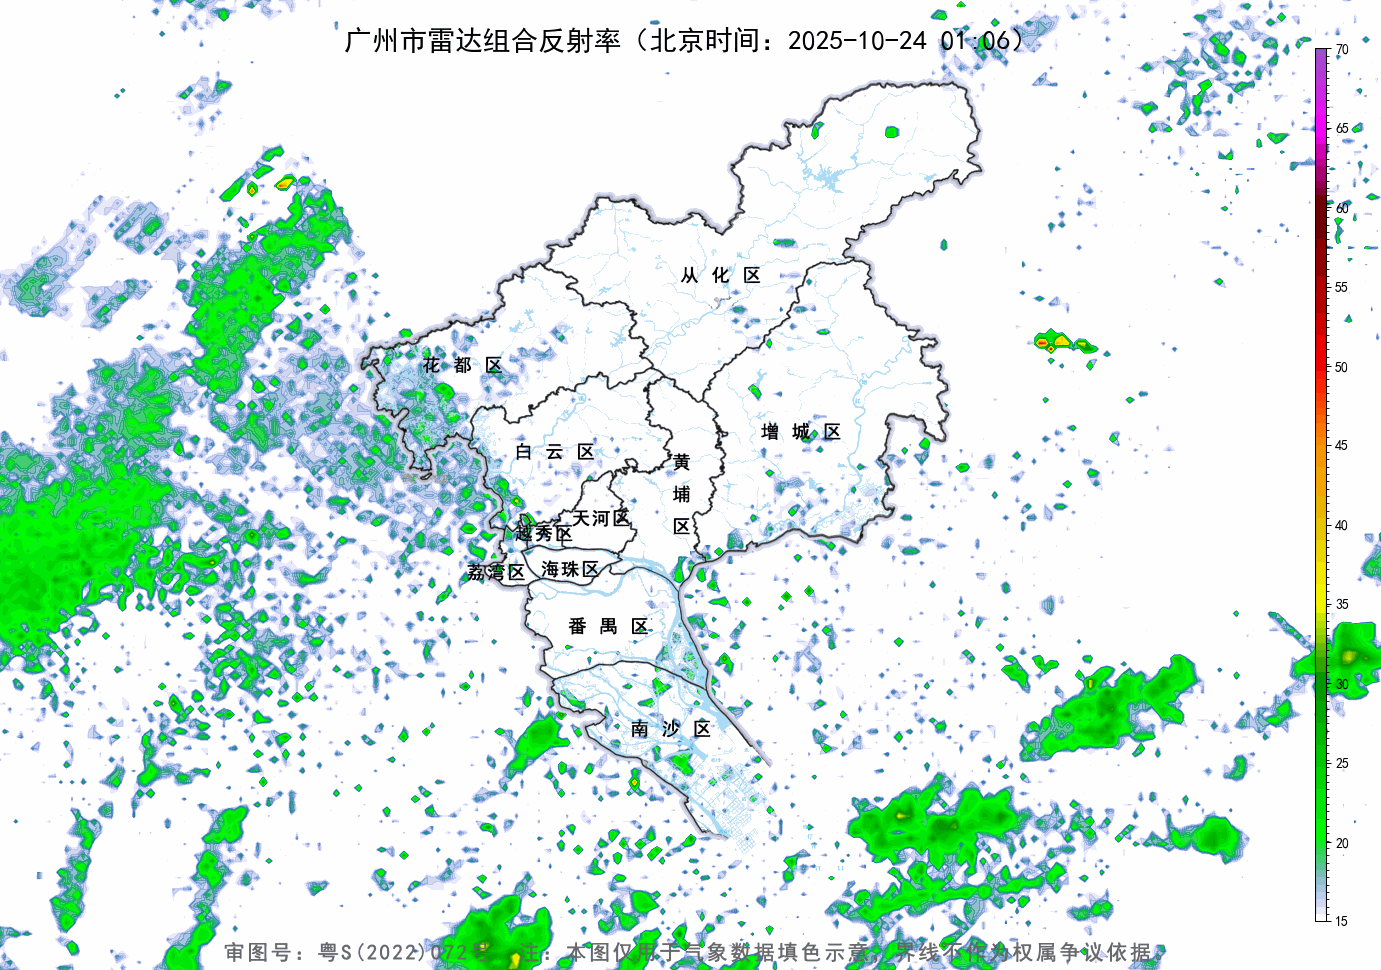 广州市雷达组合反射率（北京时间：2025-10-24 01:06）
70
65
60
55
50
45
40
35
30
25
20
15
从化区
花都区
增城区
白云区
黄埔区
天河区
越秀区
荔湾区
海珠区
番禺区
南沙区
审图号：粤S(2022)072号 注：本图仅用于气象数据填色示意，界线不作为权属争议依据。